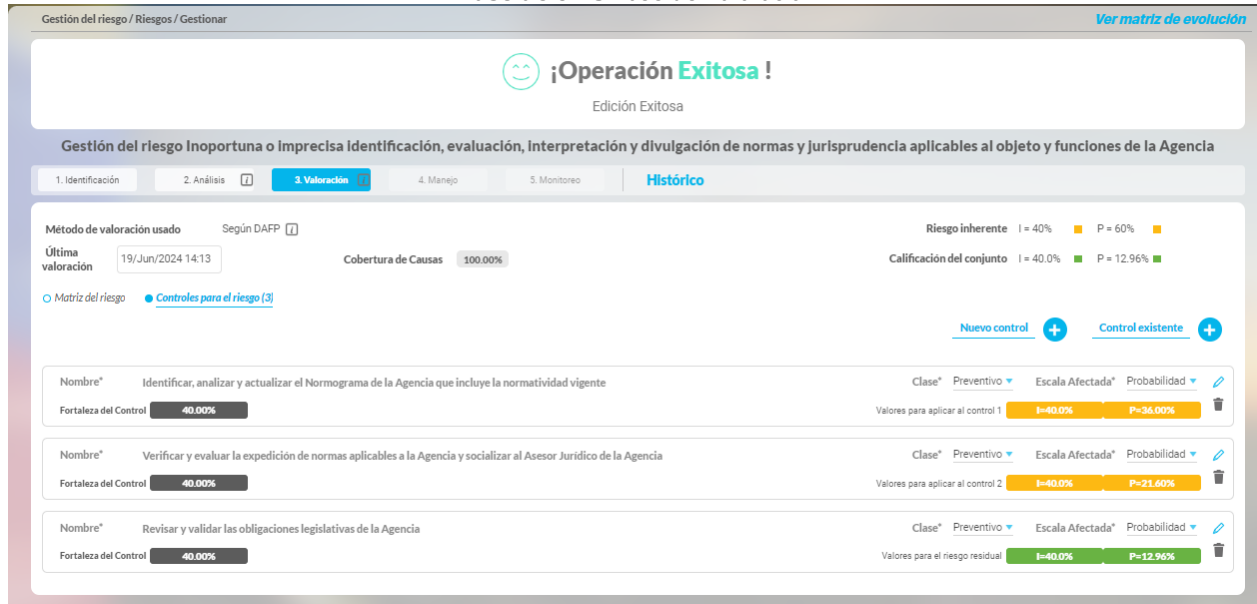 Gestión del riesgo / Riesgos / Gestionar
Ver matriz de evolución
¡Operación Exitosa !
Edición Exitosa
Gestión del riesgo Inoportuna o imprecisa identificación, evaluación, interpretación y divulgación de normas y jurisprudencia aplicables al objeto y funciones de la Agencia
1. Identificación 2. Análisis i 3. Valoración i 4. Manejo 5. Monitoreo Histórico
Método de valoración usado Según DAFP i
Riesgo inherente I = 40% P = 60%
Última valoración 19/Jun/2024 14:13 Cobertura de Causas 100.00%
Calificación del conjunto I = 40.0% P = 12.96%
Matriz del riesgo Controles para el riesgo (3)
Nuevo control + Control existente +
Nombre* Identificar, analizar y actualizar el Normograma de la Agencia que incluye la normatividad vigente Clase* Preventivo Escala Afectada* Probabilidad
Fortaleza del Control 40.00% Valores para aplicar al control 1 I=40.0% P=36.00%
Nombre* Verificar y evaluar la expedición de normas aplicables a la Agencia y socializar al Asesor Jurídico de la Agencia Clase* Preventivo Escala Afectada* Probabilidad
Fortaleza del Control 40.00% Valores para aplicar al control 2 I=40.0% P=21.60%
Nombre* Revisar y validar las obligaciones legislativas de la Agencia Clase* Preventivo Escala Afectada* Probabilidad
Fortaleza del Control 40.00% Valores para el riesgo residual I=40.0% P=12.96%